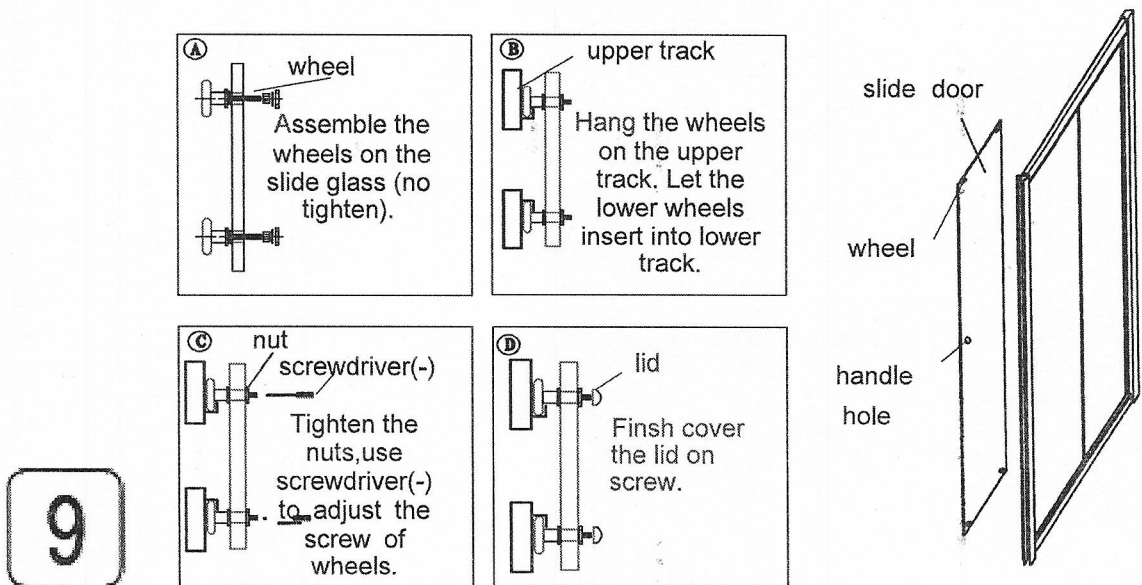 A
wheel
Assemble the
wheels on the
slide glass (no
tighten).
B
upper track
Hang the wheels
on the upper
track. Let the
lower wheels
insert into lower
track.
C
nut
screwdriver(-)
Tighten the
nuts,use
screwdriver(-)
to adjust the
screw of
wheels.
D
lid
Finsh cover
the lid on
screw.
slide door
wheel
handle
hole
9